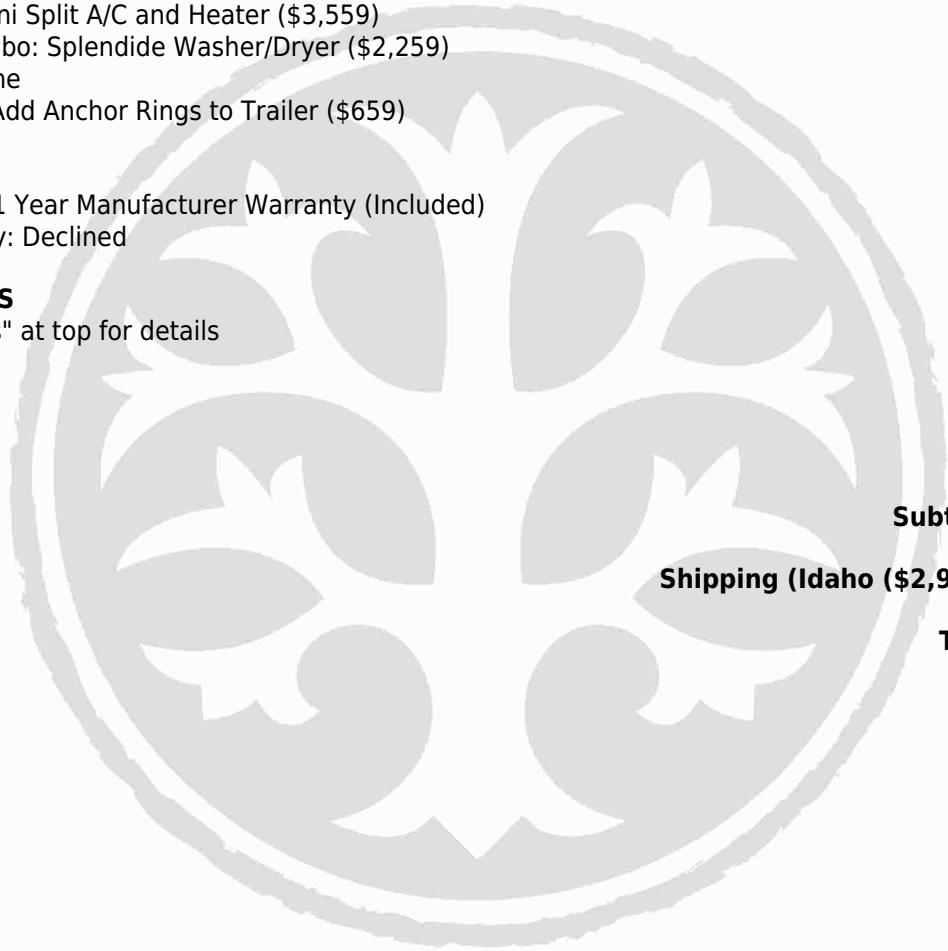 ni Split A/C and Heater ($3,559)
bo: Splendide Washer/Dryer ($2,259)
ne
Add Anchor Rings to Trailer ($659)
1 Year Manufacturer Warranty (Included)
y: Declined
S
s" at top for details
Subt
Shipping (Idaho ($2,9
T